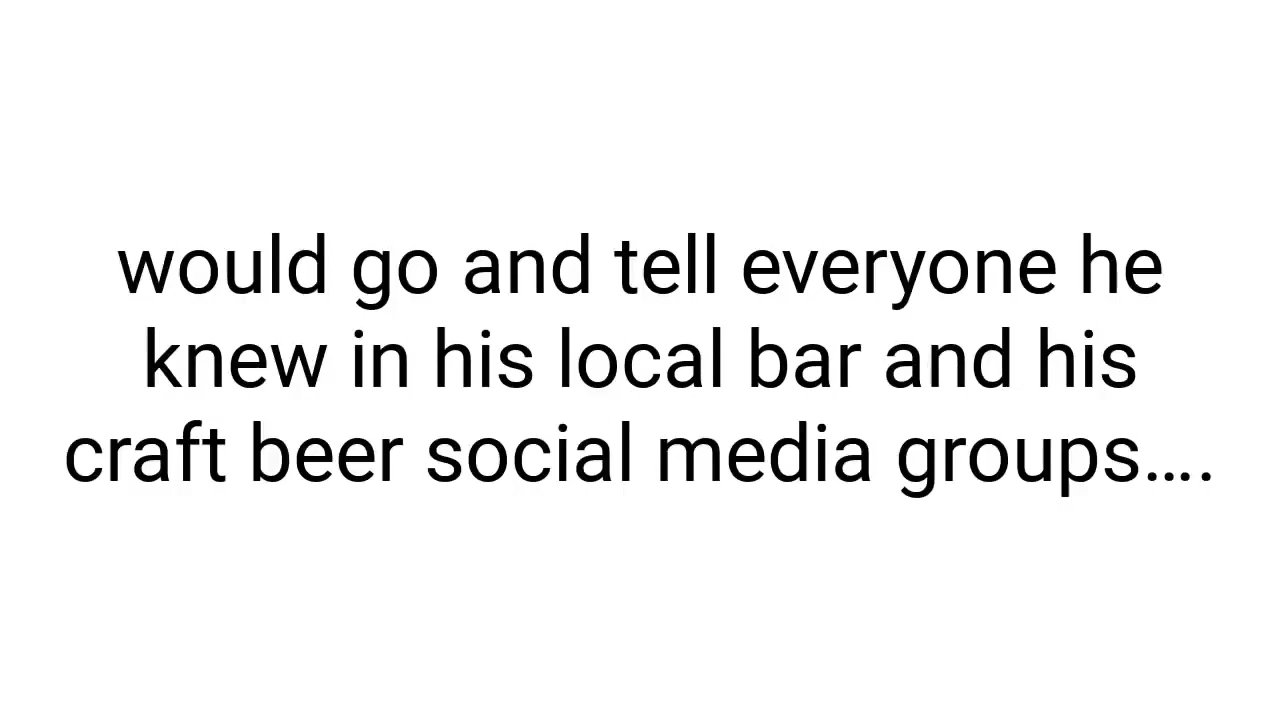 would go and tell everyone he
knew in his local bar and his
craft beer social media groups….